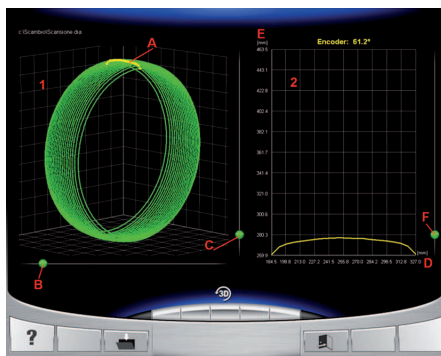 c:\Scambio\Scansione.dia
A
E
[mm]
Encoder: 61.2°
1
2
463.5
443.1
422.8
402.4
382.1
361.7
341.4
321.0
300.6
280.3
259.9
C
F
B
[mm]
D
184.5 198.8 213.0 227.2 241.5 255.8 270.0 284.2 298.5 312.8 327.0
3D
?